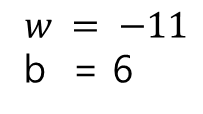 w = −11
b = 6